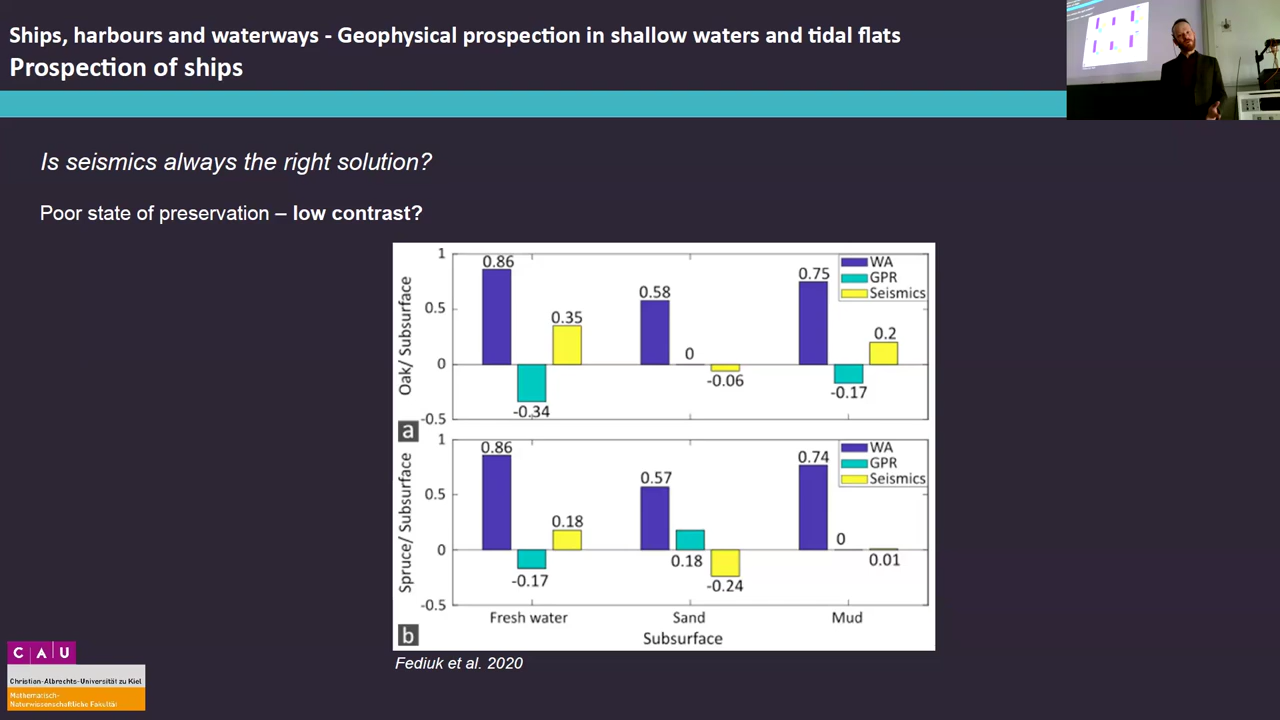 Ships, harbours and waterways - Geophysical prospection in shallow waters and tidal flats
Prospection of ships
Is seismics always the right solution?
Poor state of preservation – low contrast?
Oak/ Subsurface
1
0.5
0
-0.5
0.86
-0.34
0.35
0.58
0
-0.06
0.75
-0.17
0.2
WA
GPR
Seismics
a
Spruce/ Subsurface
1
0.5
0
-0.5
0.86
-0.17
0.18
0.57
0.18
-0.24
0.74
0
0.01
WA
GPR
Seismics
b
Fresh water
Sand
Mud
Subsurface
Fediuk et al. 2020
CAU
Christian-Albrechts-Universität zu Kiel
Mathematisch-
Naturwissenschaftliche Fakultät